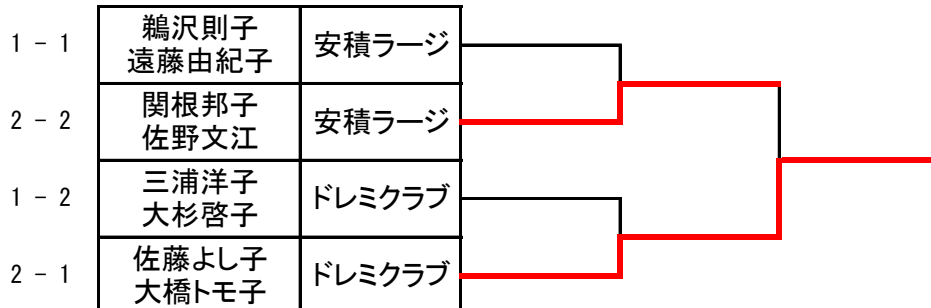 1 - 1
鵜沢則子
遠藤由紀子
安積ラージ
2 - 2
関根邦子
佐野文江
安積ラージ
1 - 2
三浦洋子
大杉啓子
ドレミクラブ
2 - 1
佐藤よし子
大橋トモ子
ドレミクラブ